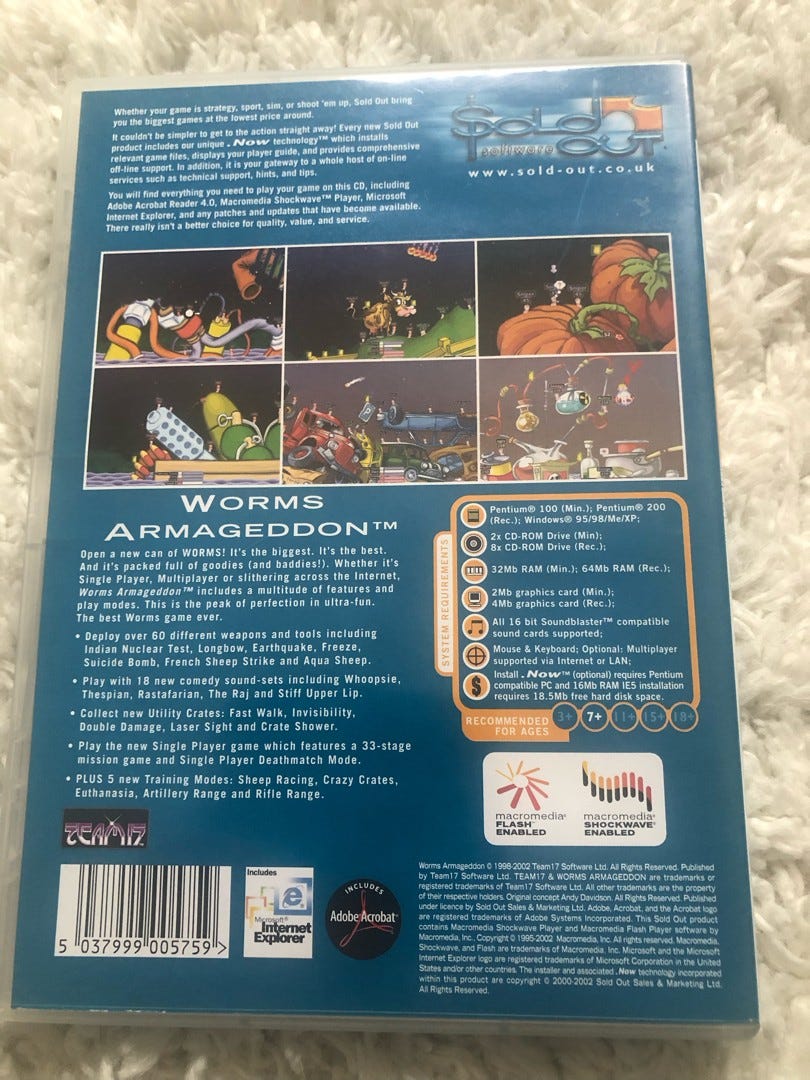 Whether your game is strategy, sport, sim, or shoot 'em up, Sold Out bring
you the biggest games at the lowest price around.
It couldn't be simpler to get to the action straight away! Every new Sold Out
product includes our unique .Now technology™ which installs
relevant game files, displays your player guide, and provides comprehensive
off-line support. In addition, it is your gateway to a whole host of on-line
services such as technical support, hints, and tips.
You will find everything you need to play your game on this CD, including
Adobe Acrobat Reader 4.0, Macromedia Shockwave™ Player, Microsoft
Internet Explorer, and any patches and updates that have become available.
There really isn't a better choice for quality, value, and service.
$old
software OUT
www.sold-out.co.uk
WORMS
ARMAGEDDON™
Open a new can of WORMS! It's the biggest. It's the best.
And it's packed full of goodies (and baddies!). Whether it's
Single Player, Multiplayer or slithering across the Internet,
Worms Armageddon™ includes a multitude of features and
play modes. This is the peak of perfection in ultra-fun.
The best Worms game ever.
• Deploy over 60 different weapons and tools including
Indian Nuclear Test, Longbow, Earthquake, Freeze,
Suicide Bomb, French Sheep Strike and Aqua Sheep.
• Play with 18 new comedy sound-sets including Whoopsie,
Thespian, Rastafarian, The Raj and Stiff Upper Lip.
• Collect new Utility Crates: Fast Walk, Invisibility,
Double Damage, Laser Sight and Crate Shower.
• Play the new Single Player game which features a 33-stage
mission game and Single Player Deathmatch Mode.
• PLUS 5 new Training Modes: Sheep Racing, Crazy Crates,
Euthanasia, Artillery Range and Rifle Range.
SYSTEM REQUIREMENTS
Pentium® 100 (Min.); Pentium® 200
(Rec.); Windows® 95/98/Me/XP;
2x CD-ROM Drive (Min);
8x CD-ROM Drive (Rec.);
32Mb RAM (Min.); 64Mb RAM (Rec.);
2Mb graphics card (Min.);
4Mb graphics card (Rec.);
All 16 bit Soundblaster™ compatible
sound cards supported;
Mouse & Keyboard; Optional: Multiplayer
supported via Internet or LAN;
Install .Now™ (optional) requires Pentium
compatible PC and 16Mb RAM IE5 installation
requires 18.5Mb free hard disk space.
RECOMMENDED
FOR AGES
3+ 7+ 11+ 15+ 18+
macromedia®
FLASH™
ENABLED
macromedia®
SHOCKWAVE®
ENABLED
TEAM17
5 037999 005759 >
Includes
Microsoft®
Internet
Explorer
INCLUDES
Adobe Acrobat®
Worms Armageddon © 1998-2002 Team17 Software Ltd. All Rights Reserved. Published
by Team17 Software Ltd. TEAM17 & WORMS ARMAGEDDON are trademarks or
registered trademarks of Team17 Software Ltd. All other trademarks are the property
of their respective holders. Original concept Andy Davidson. All Rights Reserved. Published
under licence by Sold Out Sales & Marketing Ltd. Adobe, Acrobat, and the Acrobat logo
are registered trademarks of Adobe Systems Incorporated. This Sold Out product
contains Macromedia Shockwave Player and Macromedia Flash Player software by
Macromedia, Inc., Copyright © 1995-2002 Macromedia, Inc. All rights reserved. Macromedia,
Shockwave, and Flash are trademarks of Macromedia, Inc. Microsoft and the Microsoft
Internet Explorer logo are registered trademarks of Microsoft Corporation in the United
States and/or other countries. The installer and associated .Now technology incorporated
within this product are copyright © 2000-2002 Sold Out Sales & Marketing Ltd.
All Rights Reserved.